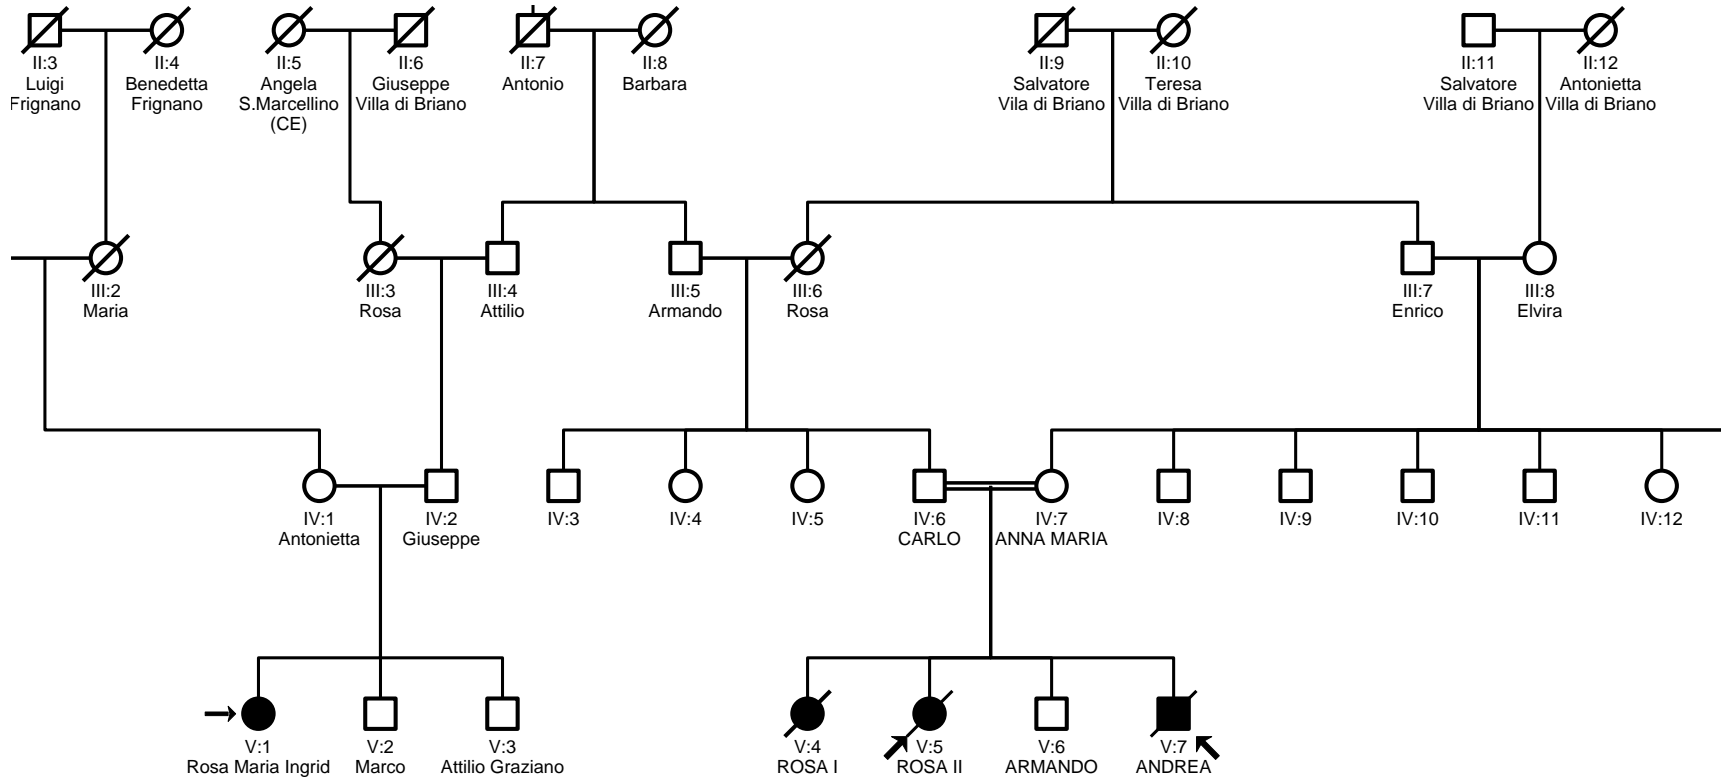 II:3 II:4 II:5 II:6 II:7 II:8 II:9 II:10 II:11 II:12
Luigi Benedetta Angela Giuseppe Antonio Barbara Salvatore Teresa Salvatore Antonietta
Frignano Frignano S.Marcellino Villa di Briano Vila di Briano Villa di Briano Villa di Briano Villa di Briano
(CE)
III:2 III:3 III:4 III:5 III:6 III:7 III:8
Maria Rosa Attilio Armando Rosa Enrico Elvira
IV:1 IV:2 IV:3 IV:4 IV:5 IV:6 IV:7 IV:8 IV:9 IV:10 IV:11 IV:12
Antonietta Giuseppe CARLO ANNA MARIA
V:1 V:2 V:3 V:4 V:5 V:6 V:7
Rosa Maria Ingrid Marco Attilio Graziano ROSA I ROSA II ARMANDO ANDREA